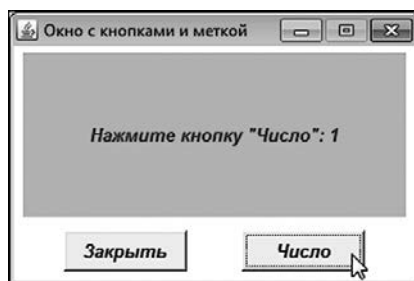 Окно с кнопками и меткой
Нажмите кнопку "Число": 1
Закрыть Число